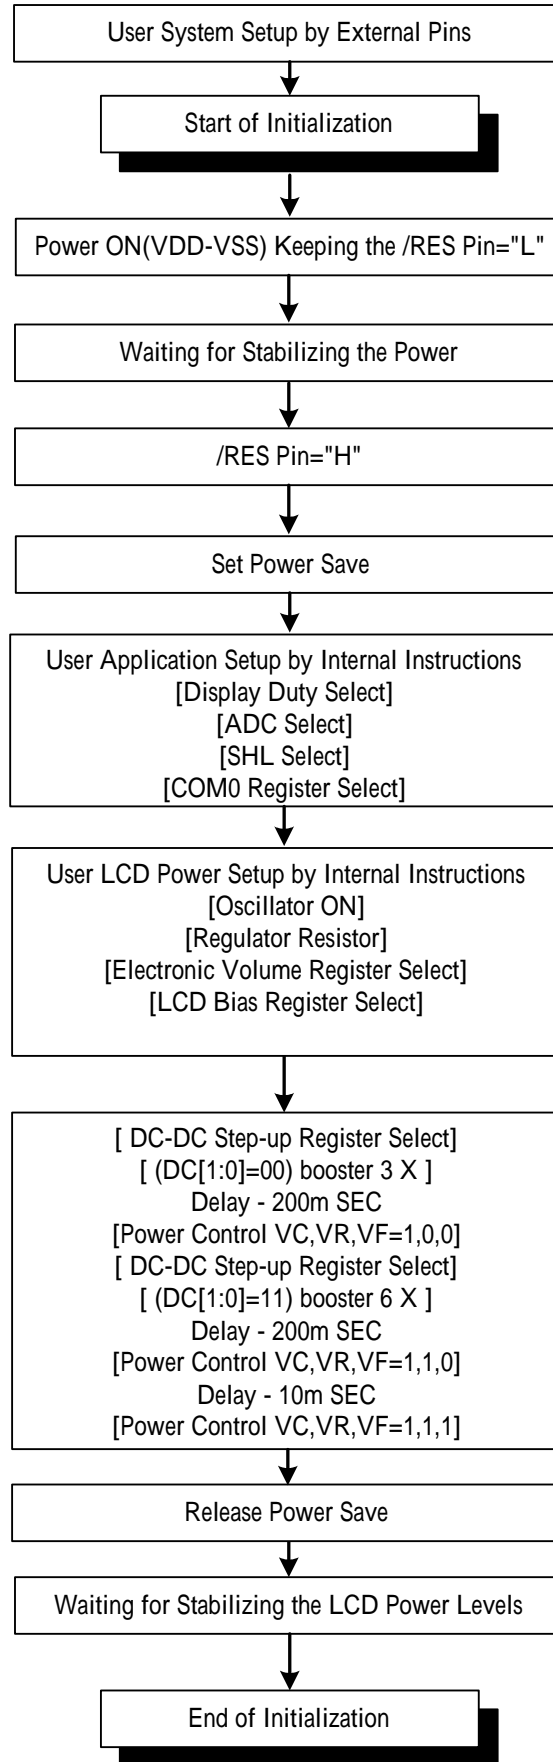 User System Setup by External Pins
Start of Initialization
Power ON(VDD-VSS) Keeping the /RES Pin="L"
Waiting for Stabilizing the Power
/RES Pin="H"
Set Power Save
User Application Setup by Internal Instructions
[Display Duty Select]
[ADC Select]
[SHL Select]
[COM0 Register Select]
User LCD Power Setup by Internal Instructions
[Oscillator ON]
[Regulator Resistor]
[Electronic Volume Register Select]
[LCD Bias Register Select]
[ DC-DC Step-up Register Select]
[ (DC[1:0]=00) booster 3 X ]
Delay - 200m SEC
[Power Control VC,VR,VF=1,0,0]
[ DC-DC Step-up Register Select]
[ (DC[1:0]=11) booster 6 X ]
Delay - 200m SEC
[Power Control VC,VR,VF=1,1,0]
Delay - 10m SEC
[Power Control VC,VR,VF=1,1,1]
Release Power Save
Waiting for Stabilizing the LCD Power Levels
End of Initialization